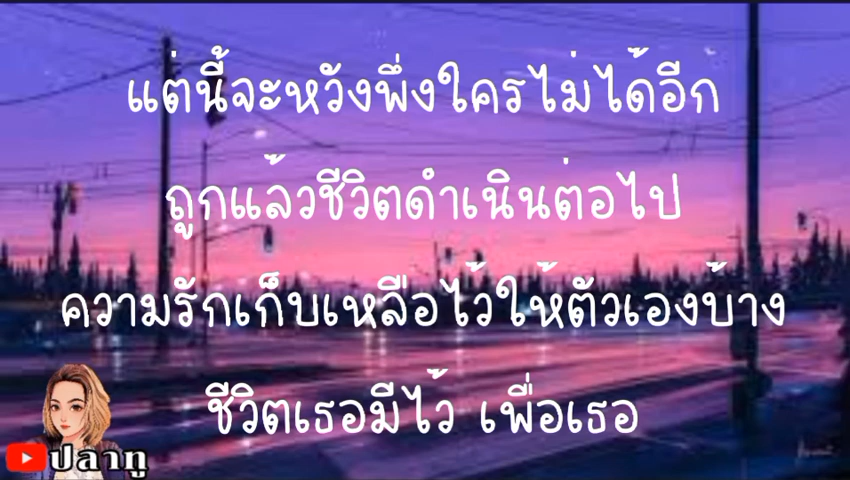 แต่นี้จะหวังพึ่งใครไม่ได้อีก
ถูกแล้วชีวิตดำเนินต่อไป
ความรักเก็บเหลือไว้ให้ตัวเองบ้าง
ชีวิตเธอมีไว้ เพื่อเธอ
ปลาทู